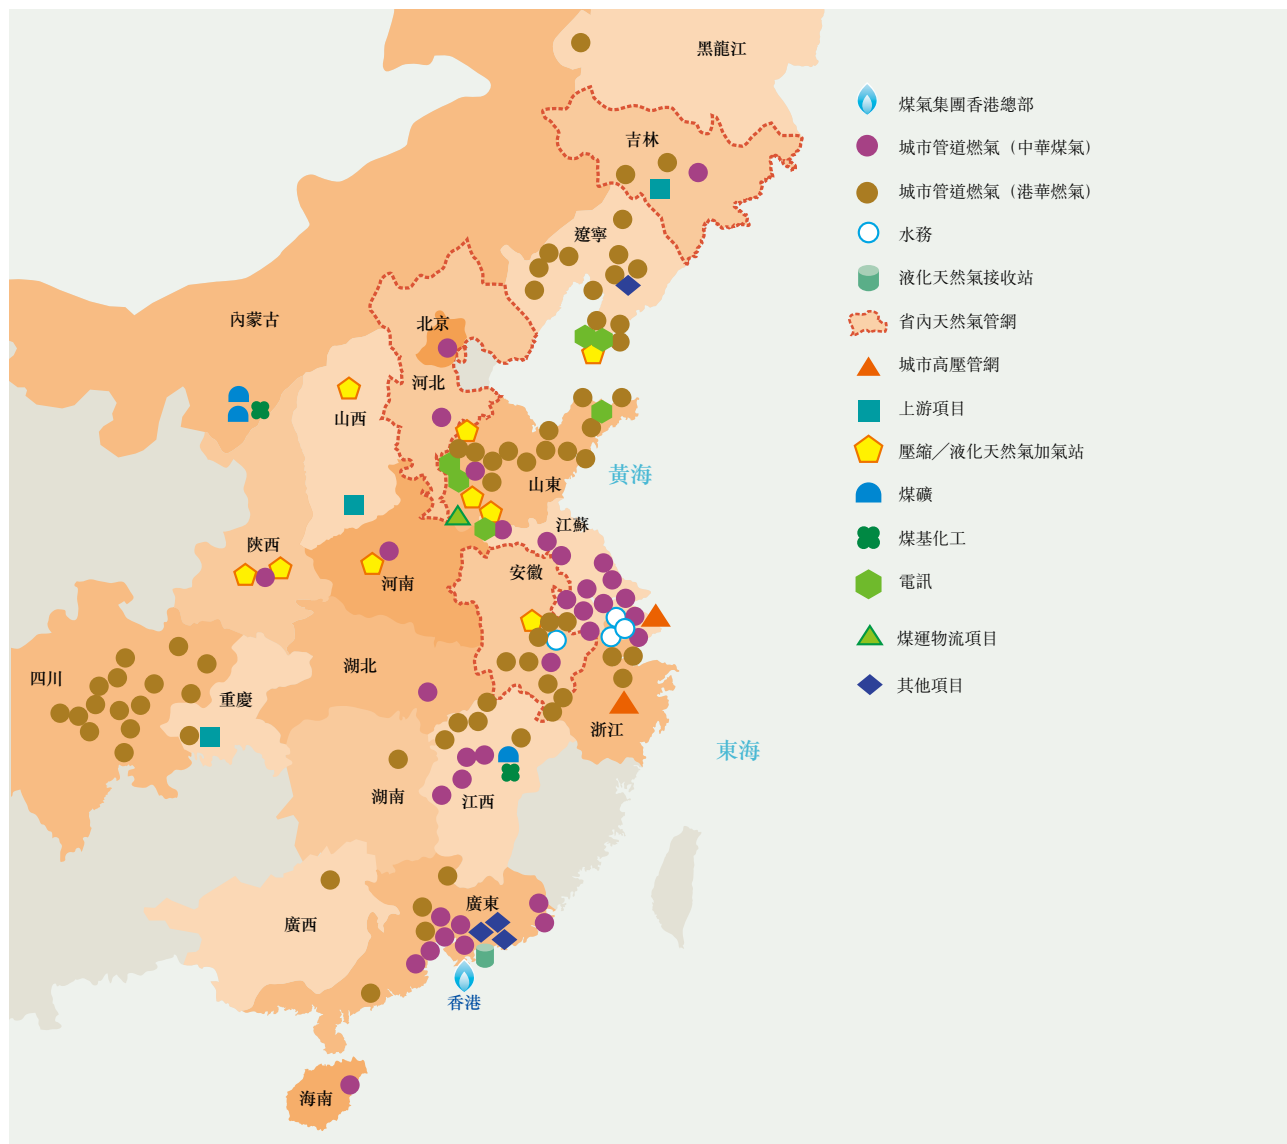 黑龍江
吉林
遼寧
內蒙古
北京
河北
山西
山東
黃海
江蘇
陝西
安徽
河南
湖北
四川
重慶
浙江
東海
湖南
江西
廣東
廣西
香港
海南
煤氣集團香港總部
城市管道燃氣（中華煤氣）
城市管道燃氣（港華燃氣）
水務
液化天然氣接收站
省內天然氣管網
城市高壓管網
上游項目
壓縮／液化天然氣加氣站
煤礦
煤基化工
電訊
煤運物流項目
其他項目